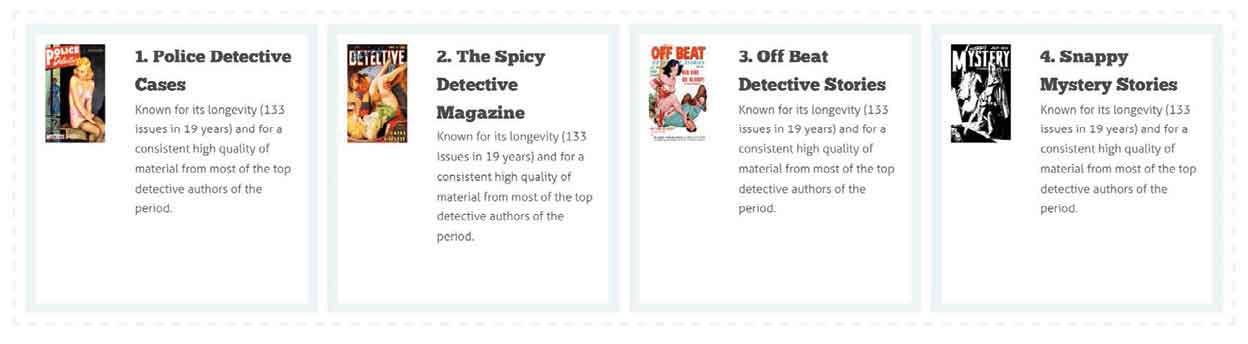 POLICE
Detective
1. Police Detective
Cases
Known for its longevity (133
issues in 19 years) and for a
consistent high quality of
material from most of the top
detective authors of the
period.
DETECTIVE
2. The Spicy
Detective
Magazine
Known for its longevity (133
issues in 19 years) and for a
consistent high quality of
material from most of the top
detective authors of the
period.
OFF BEAT
3. Off Beat
Detective Stories
Known for its longevity (133
issues in 19 years) and for a
consistent high quality of
material from most of the top
detective authors of the
period.
MYSTERY
4. Snappy
Mystery Stories
Known for its longevity (133
issues in 19 years) and for a
consistent high quality of
material from most of the top
detective authors of the
period.